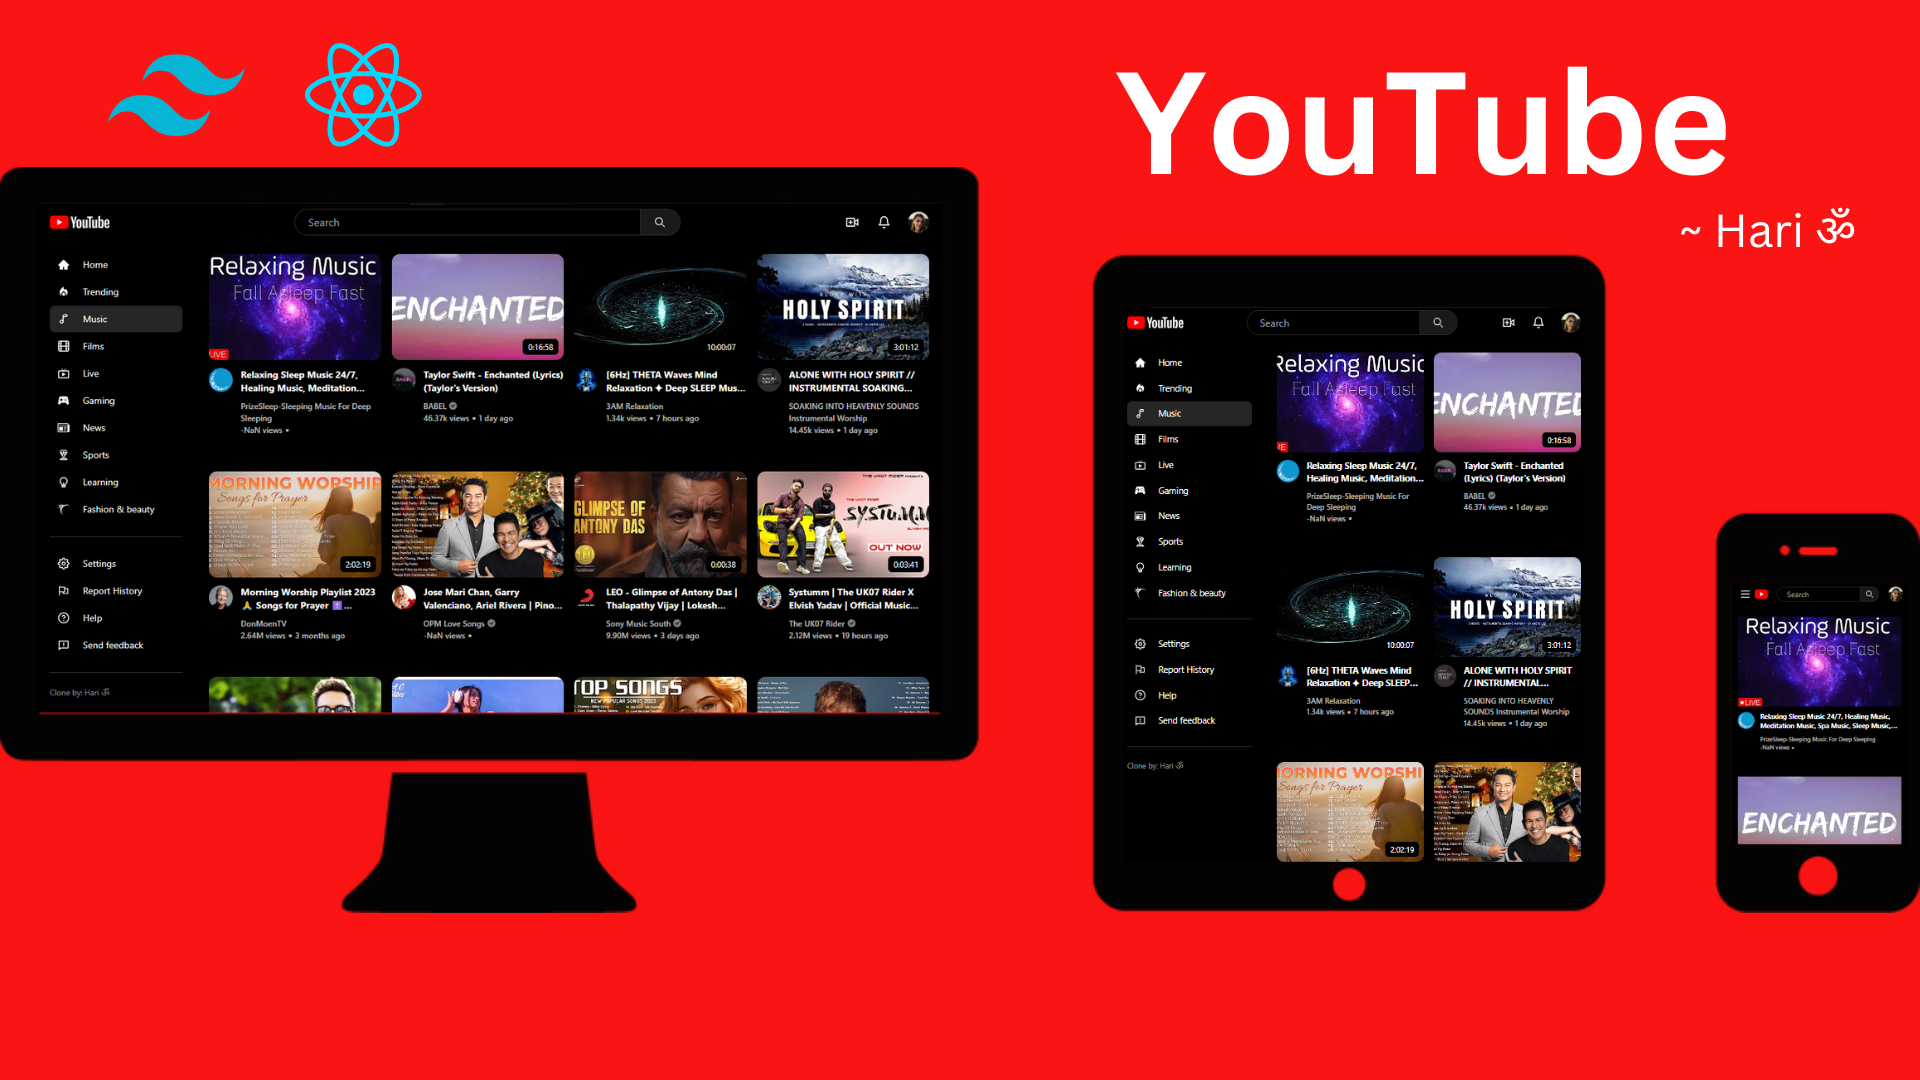 YouTube
~ Hari ॐ
YouTube
Search
Home
Trending
Music
Films
Live
Gaming
News
Sports
Learning
Fashion & beauty
Settings
Report History
Help
Send feedback
Clone by: Hari ॐ
Relaxing Music
Fall Asleep Fast
LIVE
Relaxing Sleep Music 24/7,
Healing Music, Meditation...
PrizeSleep-Sleeping Music For Deep
Sleeping
-NaN views •
ENCHANTED
0:16:58
Taylor Swift - Enchanted (Lyrics)
(Taylor's Version)
BABEL
46.37k views • 1 day ago
10:00:07
[6Hz] THETA Waves Mind
Relaxation ✦ Deep SLEEP Mus...
3AM Relaxation
1.34k views • 7 hours ago
ALONE WITH
HOLY SPIRIT
3:01:12
ALONE WITH HOLY SPIRIT //
INSTRUMENTAL SOAKING...
SOAKING INTO HEAVENLY SOUNDS
Instrumental Worship
14.45k views • 1 day ago
MORNING WORSHIP
Songs for Prayer
2:02:19
Morning Worship Playlist 2023
🙏 Songs for Prayer ✝️ ...
DonMoenTV
2.64M views • 3 months ago
Jose Mari Chan, Garry
Valenciano, Ariel Rivera | Pino...
OPM Love Songs
-NaN views •
GLIMPSE OF
ANTONY DAS
0:00:38
LEO - Glimpse of Antony Das |
Thalapathy Vijay | Lokesh...
Sony Music South
9.90M views • 3 days ago
THE UK07 RIDER PRESENTS
SYSTUMM
OUT NOW
0:03:41
Systumm | The UK07 Rider X
Elvish Yadav | Official Music...
The UK07 Rider
2.12M views • 19 hours ago
TOP SONGS
NEW POPULAR SONGS 2023
YouTube
Search
Home
Trending
Music
Films
Live
Gaming
News
Sports
Learning
Fashion & beauty
Settings
Report History
Help
Send feedback
Clone by: Hari ॐ
Relaxing Music
Fall Asleep Fast
VE
Relaxing Sleep Music 24/7,
Healing Music, Meditation...
PrizeSleep-Sleeping Music For
Deep Sleeping
-NaN views •
ENCHANTED
0:16:58
Taylor Swift - Enchanted
(Lyrics) (Taylor's Version)
BABEL
46.37k views • 1 day ago
10:00:07
[6Hz] THETA Waves Mind
Relaxation ✦ Deep SLEEP...
3AM Relaxation
1.34k views • 7 hours ago
ALONE WITH
HOLY SPIRIT
3:01:12
ALONE WITH HOLY SPIRIT
// INSTRUMENTAL...
SOAKING INTO HEAVENLY
SOUNDS Instrumental Worship
14.45k views • 1 day ago
MORNING WORSHI
Songs for Prayer
2:02:19
Search
Relaxing Music
Fall Asleep Fast
LIVE
Relaxing Sleep Music 24/7, Healing Music,
Meditation Music, Spa Music, Sleep Music,...
PrizeSleep-Sleeping Music For Deep Sleeping
-NaN views •
ENCHANTED